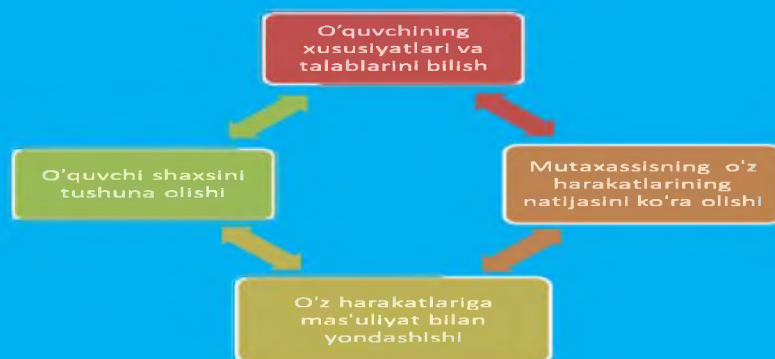 O'quvchining
xususiyatlari va
talablarini bilish
O'quvchi shaxsini
tushuna olishi
Mutaxassisning o'z
harakatlarining
natijasini ko'ra olishi
O'z harakatlariga
mas'uliyat bilan
yondashishi